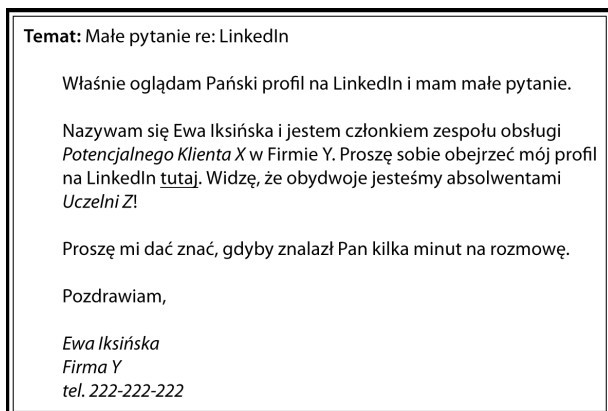 Temat: Małe pytanie re: LinkedIn
Właśnie oglądam Pański profil na LinkedIn i mam małe pytanie.
Nazywam się Ewa Iksińska i jestem członkiem zespołu obsługi
Potencjalnego Klienta X w Firmie Y. Proszę sobie obejrzeć mój profil
na LinkedIn tutaj. Widzę, że obydwoje jesteśmy absolwentami
Uczelni Z!
Proszę mi dać znać, gdyby znalazł Pan kilka minut na rozmowę.
Pozdrawiam,
Ewa Iksińska
Firma Y
tel. 222-222-222